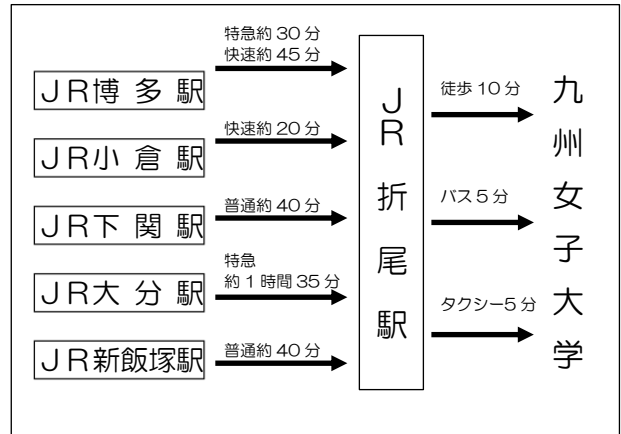 特急約30分
快速約45分
JR博多駅
快速約20分
JR小倉駅
普通約40分
JR下関駅
特急
約1時間35分
JR大分駅
普通約40分
JR新飯塚駅
JR折尾駅
徒歩10分
バス5分
タクシー5分
九州女子大学